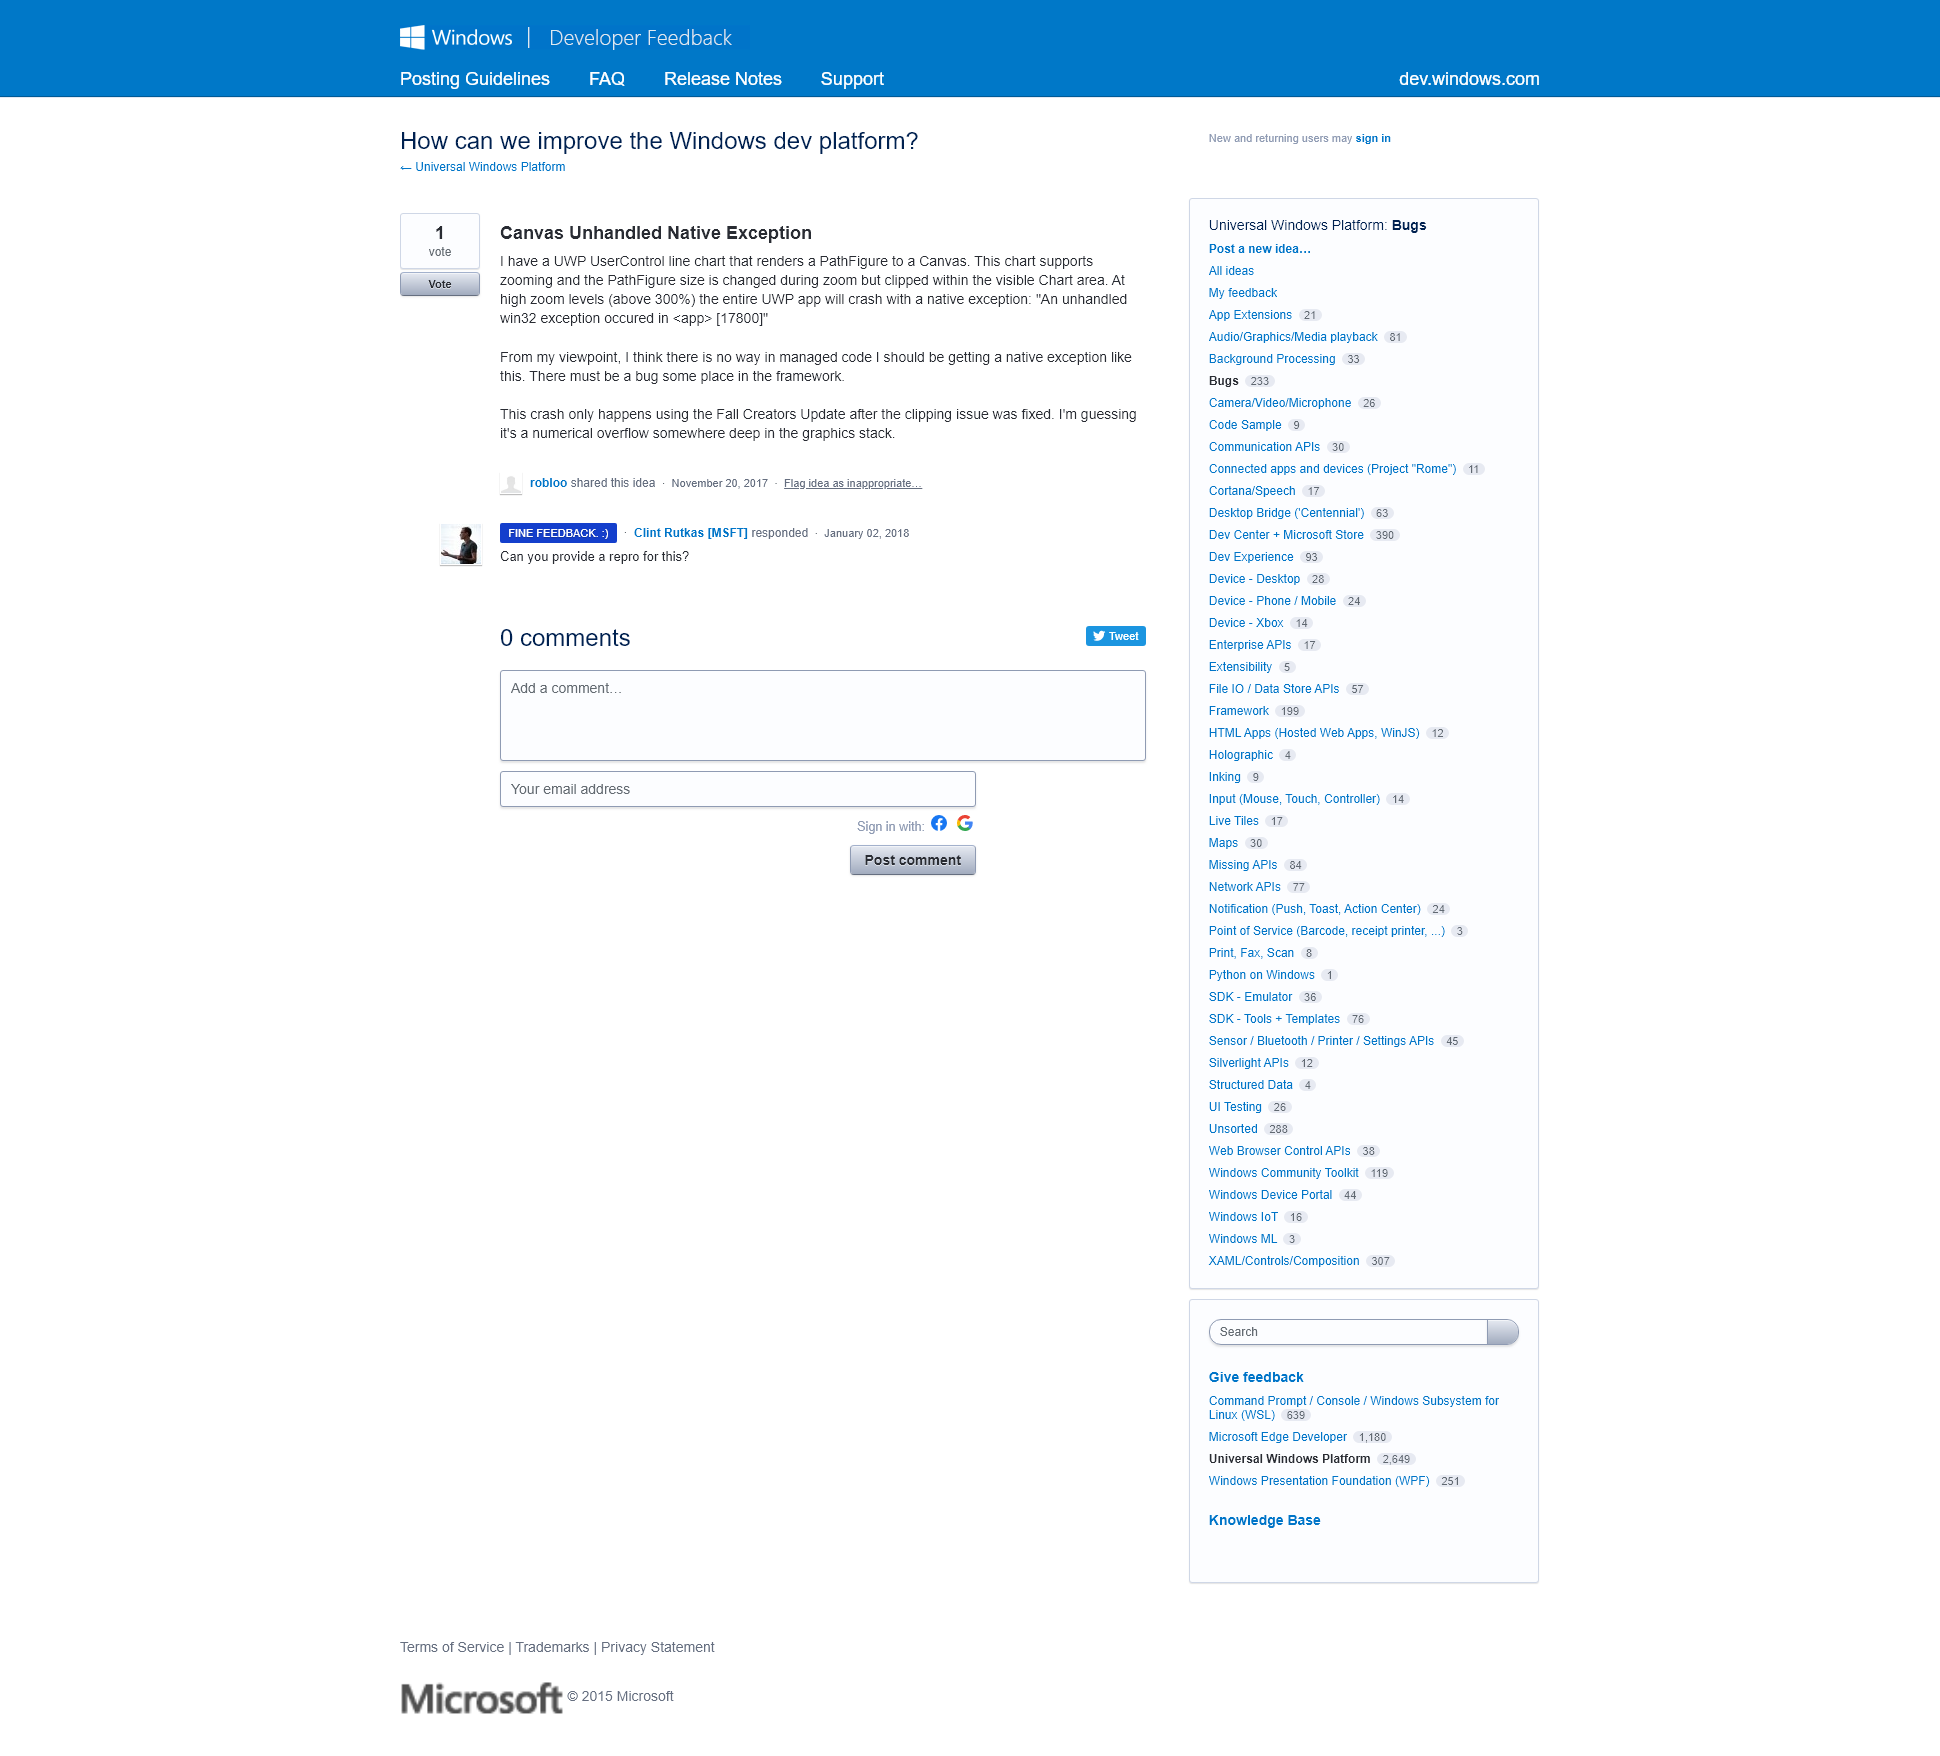 Windows | Developer Feedback
Posting Guidelines FAQ Release Notes Support dev.windows.com
How can we improve the Windows dev platform?
← Universal Windows Platform
New and returning users may sign in
1
vote
Vote
Canvas Unhandled Native Exception
I have a UWP UserControl line chart that renders a PathFigure to a Canvas. This chart supports
zooming and the PathFigure size is changed during zoom but clipped within the visible Chart area. At
high zoom levels (above 300%) the entire UWP app will crash with a native exception: "An unhandled
win32 exception occured in <app> [17800]"
From my viewpoint, I think there is no way in managed code I should be getting a native exception like
this. There must be a bug some place in the framework.
This crash only happens using the Fall Creators Update after the clipping issue was fixed. I'm guessing
it's a numerical overflow somewhere deep in the graphics stack.
robloo shared this idea · November 20, 2017 · Flag idea as inappropriate…
FINE FEEDBACK. :) · Clint Rutkas [MSFT] responded · January 02, 2018
Can you provide a repro for this?
0 comments
Tweet
Add a comment…
Your email address
Sign in with:
Post comment
Universal Windows Platform: Bugs
Post a new idea…
All ideas
My feedback
App Extensions 21
Audio/Graphics/Media playback 81
Background Processing 33
Bugs 233
Camera/Video/Microphone 26
Code Sample 9
Communication APIs 30
Connected apps and devices (Project "Rome") 11
Cortana/Speech 17
Desktop Bridge ('Centennial') 63
Dev Center + Microsoft Store 390
Dev Experience 93
Device - Desktop 28
Device - Phone / Mobile 24
Device - Xbox 14
Enterprise APIs 17
Extensibility 5
File IO / Data Store APIs 57
Framework 199
HTML Apps (Hosted Web Apps, WinJS) 12
Holographic 4
Inking 9
Input (Mouse, Touch, Controller) 14
Live Tiles 17
Maps 30
Missing APIs 84
Network APIs 77
Notification (Push, Toast, Action Center) 24
Point of Service (Barcode, receipt printer, ...) 3
Print, Fax, Scan 8
Python on Windows 1
SDK - Emulator 36
SDK - Tools + Templates 76
Sensor / Bluetooth / Printer / Settings APIs 45
Silverlight APIs 12
Structured Data 4
UI Testing 26
Unsorted 288
Web Browser Control APIs 38
Windows Community Toolkit 119
Windows Device Portal 44
Windows IoT 16
Windows ML 3
XAML/Controls/Composition 307
Search
Give feedback
Command Prompt / Console / Windows Subsystem for
Linux (WSL) 639
Microsoft Edge Developer 1,180
Universal Windows Platform 2,649
Windows Presentation Foundation (WPF) 251
Knowledge Base
Terms of Service | Trademarks | Privacy Statement
Microsoft © 2015 Microsoft